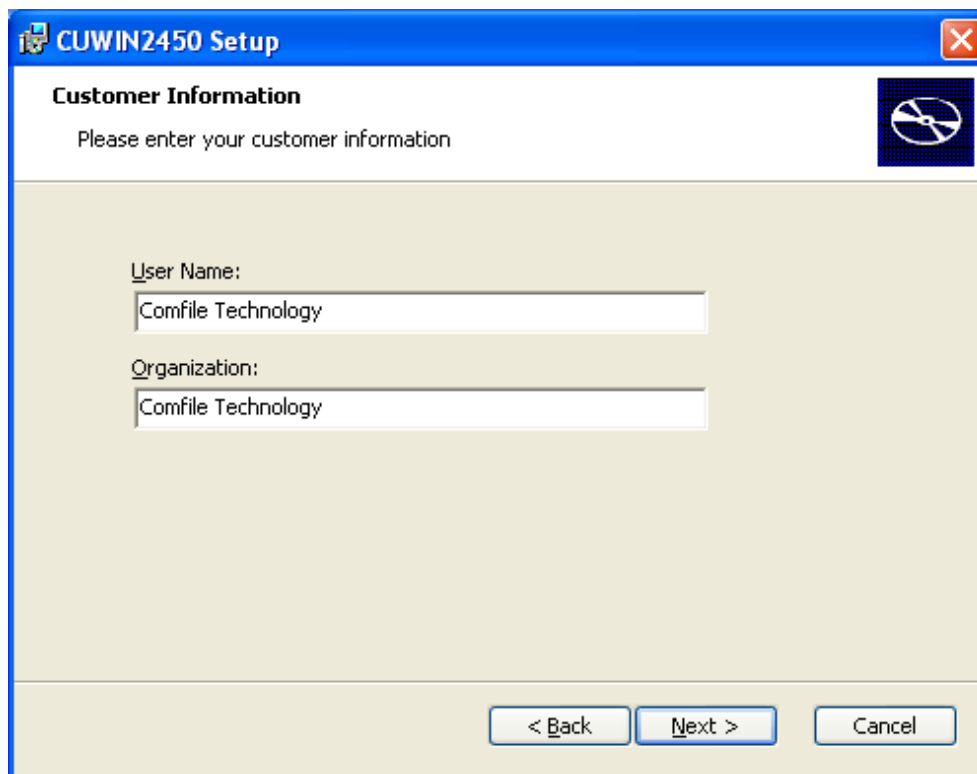 CUWIN2450 Setup
Customer Information
Please enter your customer information
User Name:
Comfile Technology
Organization:
Comfile Technology
< Back
Next >
Cancel